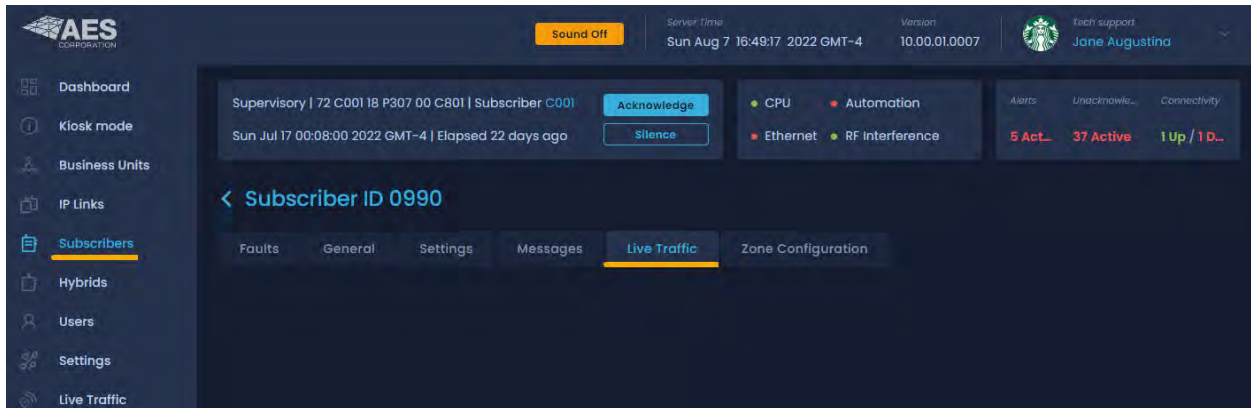 AES
CORPORATION
Sound Off
Server Time
Sun Aug 7 16:49:17 2022 GMT-4
Version
10.00.01.0007
Tech support
Jane Augustina
Dashboard
Kiosk mode
Business Units
IP Links
Subscribers
Hybrids
Users
Settings
Live Traffic
Supervisory | 72 C001 18 P307 00 C801 | Subscriber C001
Sun Jul 17 00:08:00 2022 GMT-4 | Elapsed 22 days ago
Acknowledge
Silence
CPU
Automation
Ethernet
RF Interference
Alerts
Unacknowle...
Connectivity
5 Act...
37 Active
1 Up / 1 D...
Subscriber ID 0990
Faults
General
Settings
Messages
Live Traffic
Zone Configuration